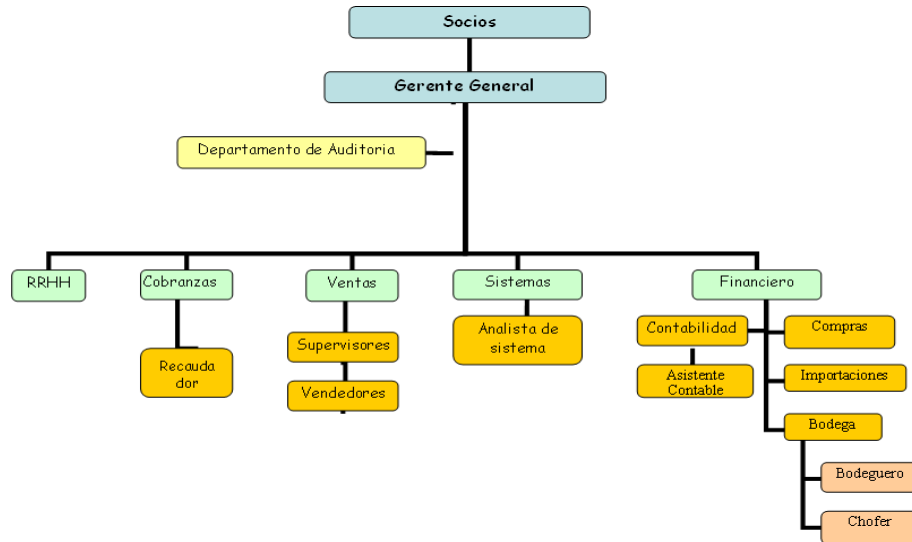 Socios
Gerente General
Departamento de Auditoria
RRHH
Cobranzas
Ventas
Sistemas
Financiero
Recauda
dor
Supervisores
Vendedores
Analista de
sistema
Contabilidad
Asistente
Contable
Compras
Importaciones
Bodega
Bodeguero
Chofer